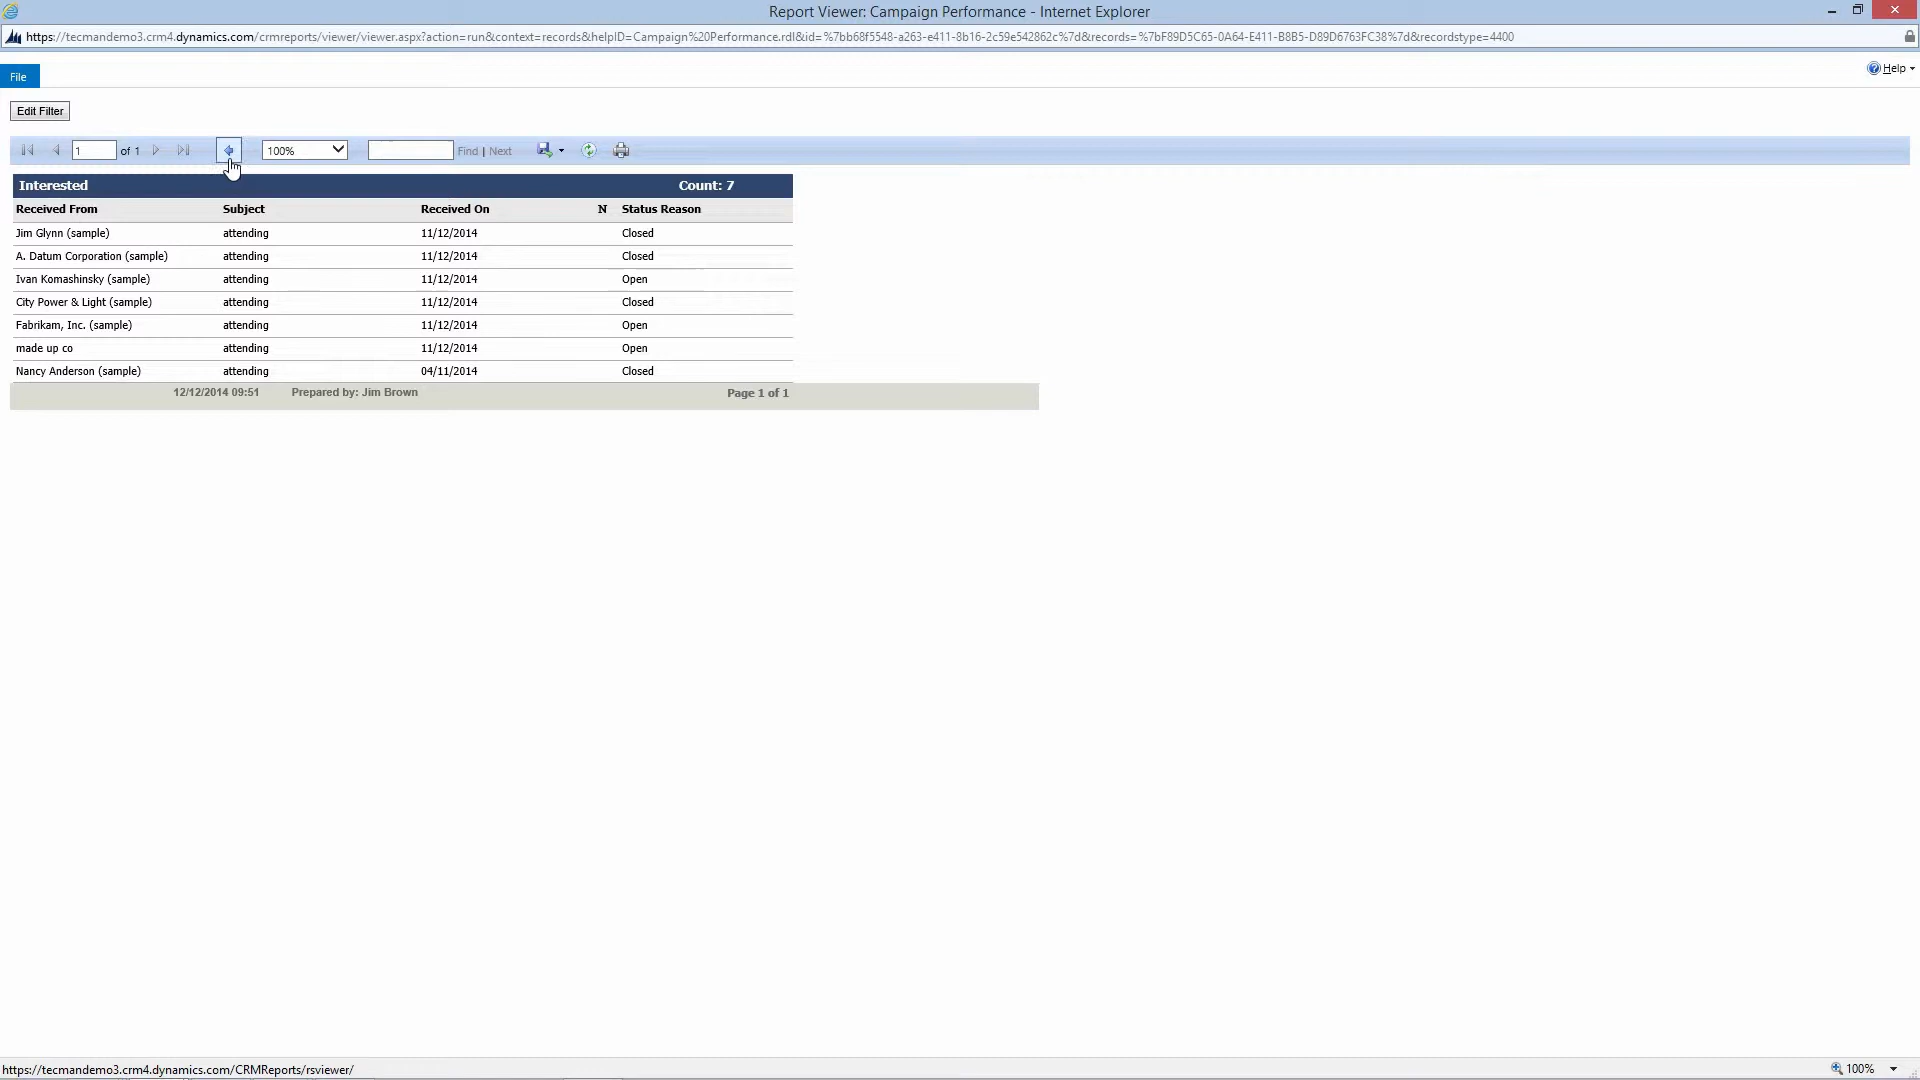 Report Viewer: Campaign Performance - Internet Explorer
https://tecmandemo3.crm4.dynamics.com/crmreports/viewer/viewer.aspx?action=run&context=records&helpID=Campaign%20Performance.rdl&id=%7bb68f5548-a263-e411-8b16-2c59e542862c%7d&records=%7bF89D5C65-0A64-E411-B8B5-D89D6763FC38%7d&recordstype=4400
File Help
Edit Filter
1 of 1 100% Find | Next
Interested Count: 7
Received From Subject Received On N Status Reason
Jim Glynn (sample) attending 11/12/2014 Closed
A. Datum Corporation (sample) attending 11/12/2014 Closed
Ivan Komashinsky (sample) attending 11/12/2014 Open
City Power & Light (sample) attending 11/12/2014 Closed
Fabrikam, Inc. (sample) attending 11/12/2014 Open
made up co attending 11/12/2014 Open
Nancy Anderson (sample) attending 04/11/2014 Closed
12/12/2014 09:51 Prepared by: Jim Brown Page 1 of 1
https://tecmandemo3.crm4.dynamics.com/CRMReports/rsviewer/ 100%